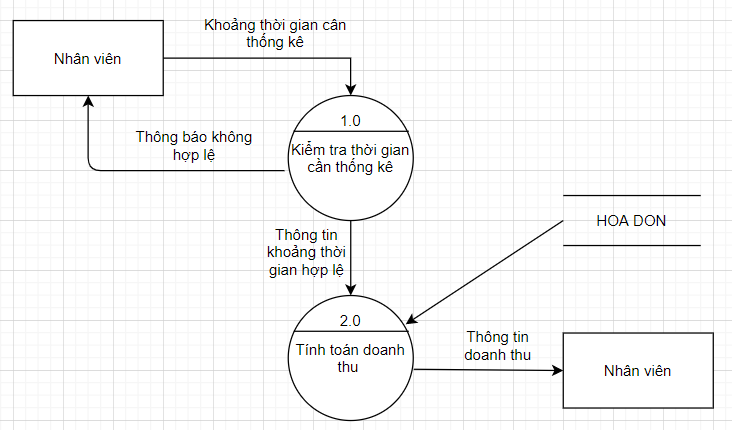 Khoảng thời gian cân
thống kê
Nhân viên
1.0
Thông báo không
hợp lệ
Kiểm tra thời gian
cần thống kê
HOA DON
Thông tin
khoảng thời
gian hợp lệ
2.0
Thông tin
doanh thu
Tính toán doanh
thu
Nhân viên